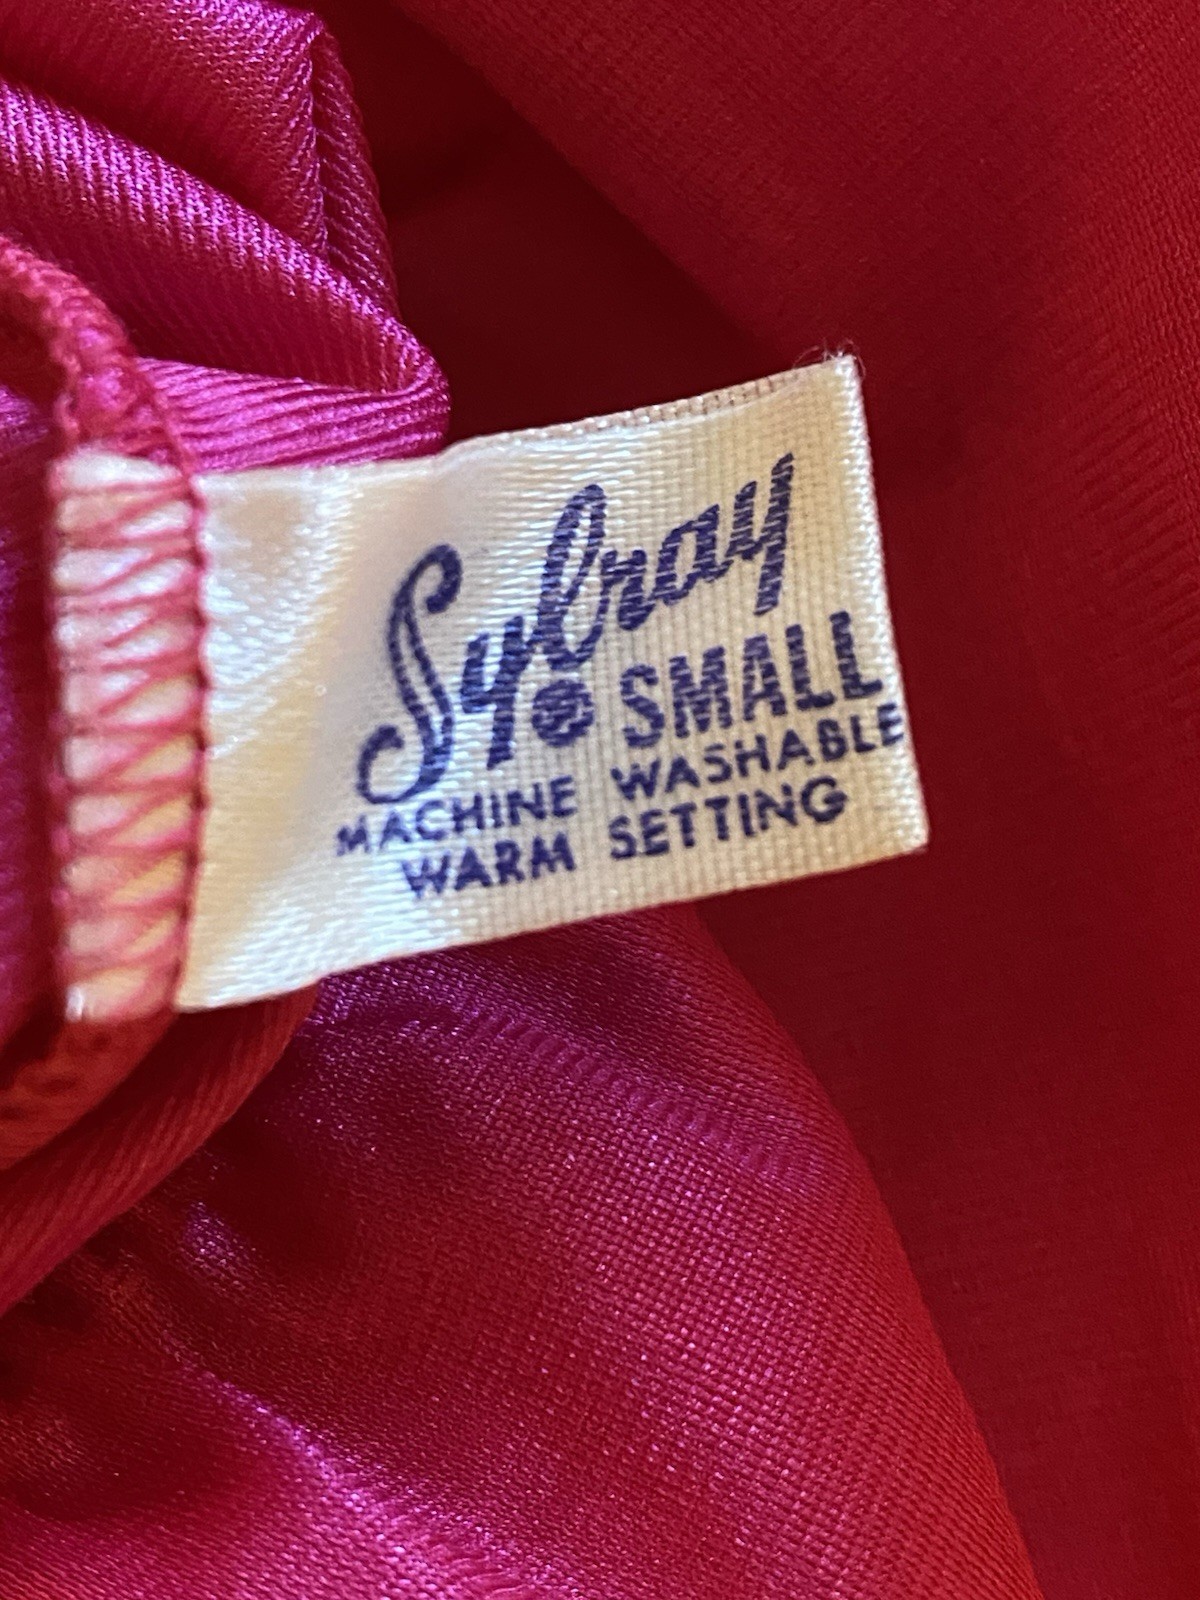 Sylray
SMALL
MACHINE WASHABLE
WARM SETTING